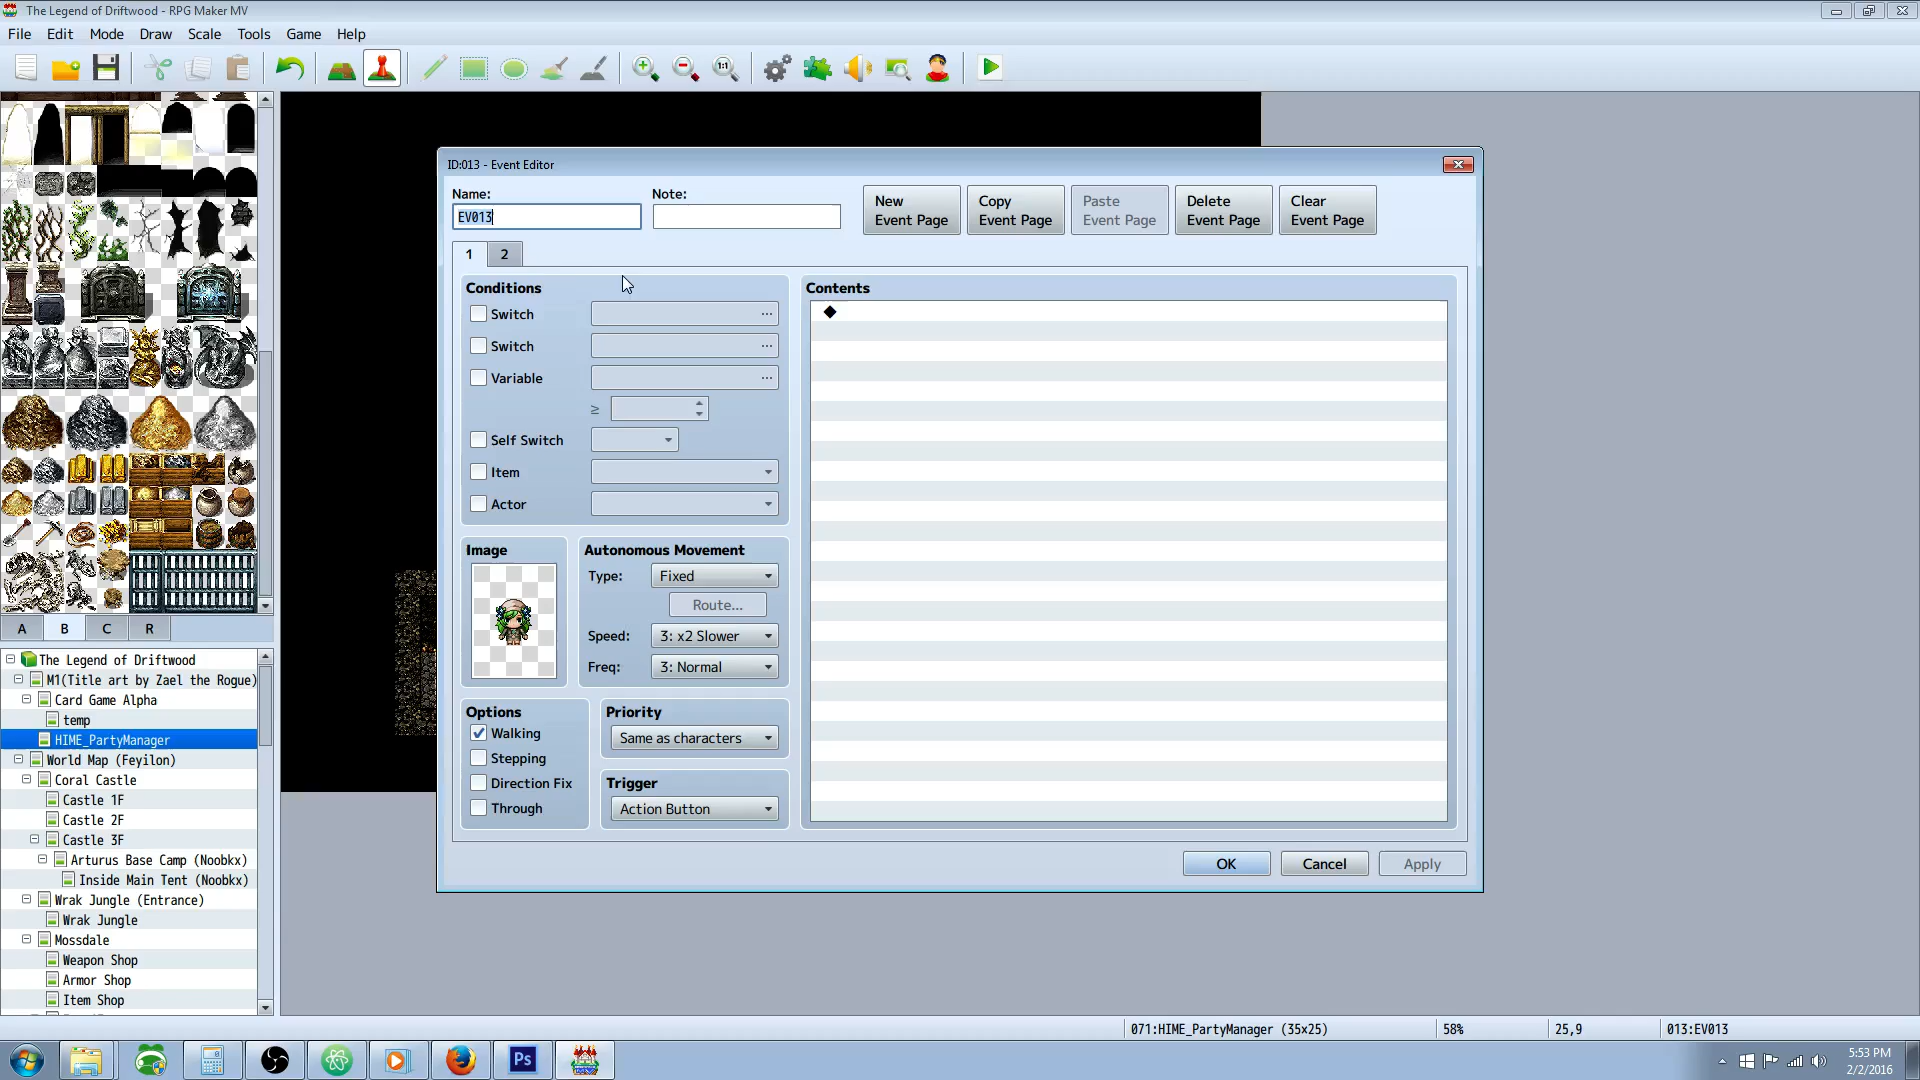 The Legend of Driftwood - RPG Maker MV
File Edit Mode Draw Scale Tools Game Help
1:1
ID:013 - Event Editor
Name: Note:
EV013
New Event Page
Copy Event Page
Paste Event Page
Delete Event Page
Clear Event Page
1 2
Conditions
Switch ...
Switch ...
Variable ...
≥
Self Switch
Item
Actor
Contents
◆
Image
Autonomous Movement
Type: Fixed
Route...
Speed: 3: x2 Slower
Freq: 3: Normal
Options
Walking
Stepping
Direction Fix
Through
Priority
Same as characters
Trigger
Action Button
OK Cancel Apply
A B C R
The Legend of Driftwood
M1(Title art by Zael the Rogue)
Card Game Alpha
temp
HIME_PartyManager
World Map (Feyilon)
Coral Castle
Castle 1F
Castle 2F
Castle 3F
Arturus Base Camp (Noobkx)
Inside Main Tent (Noobkx)
Wrak Jungle (Entrance)
Wrak Jungle
Mossdale
Weapon Shop
Armor Shop
Item Shop
071:HIME_PartyManager (35x25) 58% 25,9 013:EV013
Ps
5:53 PM
2/2/2016